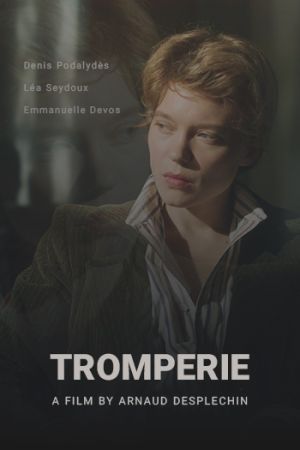 Denis Podalydès
Léa Seydoux
Emmanuelle Devos
TROMPERIE
A FILM BY ARNAUD DESPLECHIN